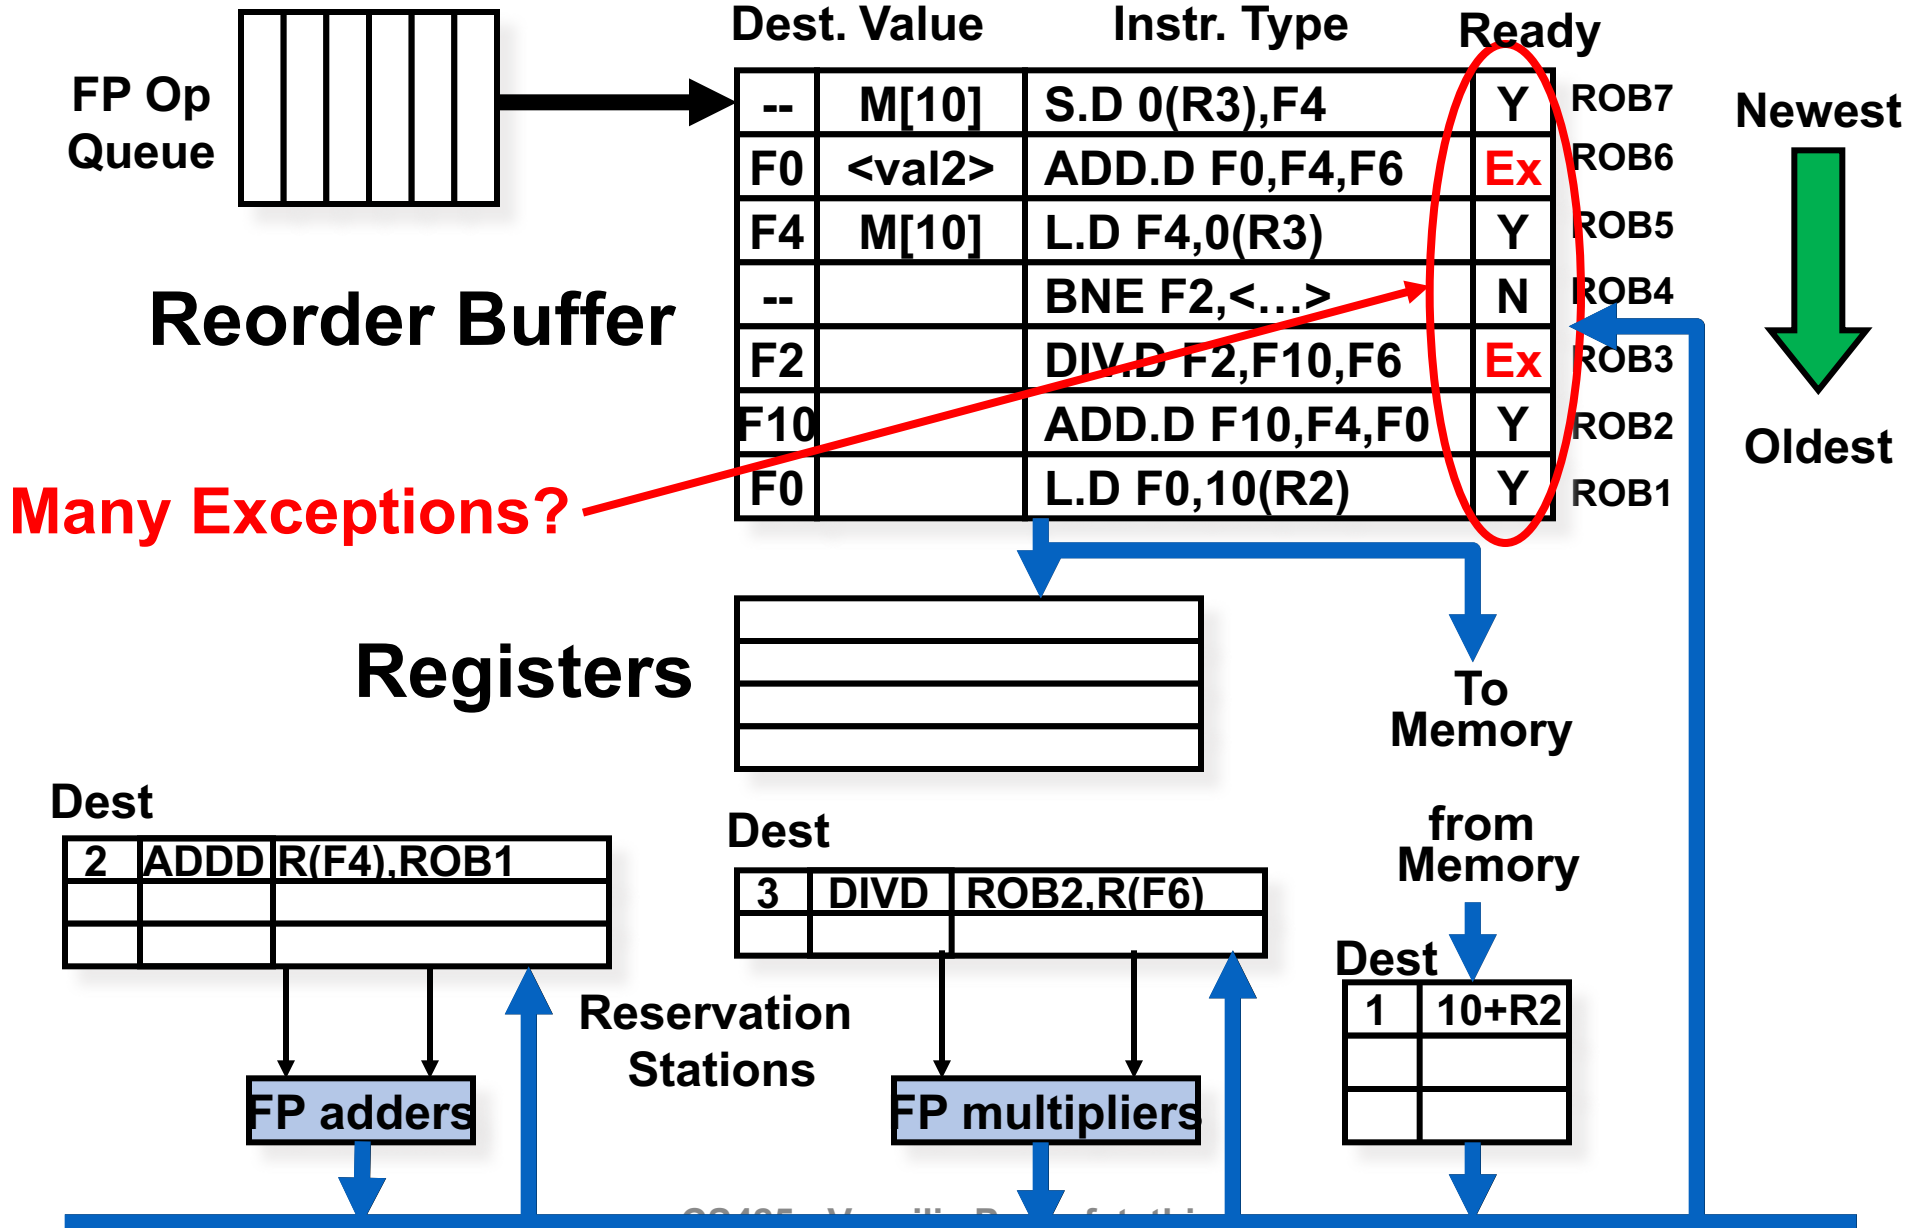 Dest. Value Instr. Type Ready
FP Op
Queue
-- M[10] S.D 0(R3),F4 Y ROB7
F0 <val2> ADD.D F0,F4,F6 Ex ROB6
F4 M[10] L.D F4,0(R3) Y ROB5
-- BNE F2,<…> N ROB4
F2 DIV.D F2,F10,F6 Ex ROB3
F10 ADD.D F10,F4,F0 Y ROB2
F0 L.D F0,10(R2) Y ROB1
Newest
Oldest
Reorder Buffer
Many Exceptions?
Registers
To
Memory
Dest
2 ADDD R(F4),ROB1
Dest
3 DIVD ROB2,R(F6)
from
Memory
Dest
1 10+R2
Reservation
Stations
FP adders
FP multipliers